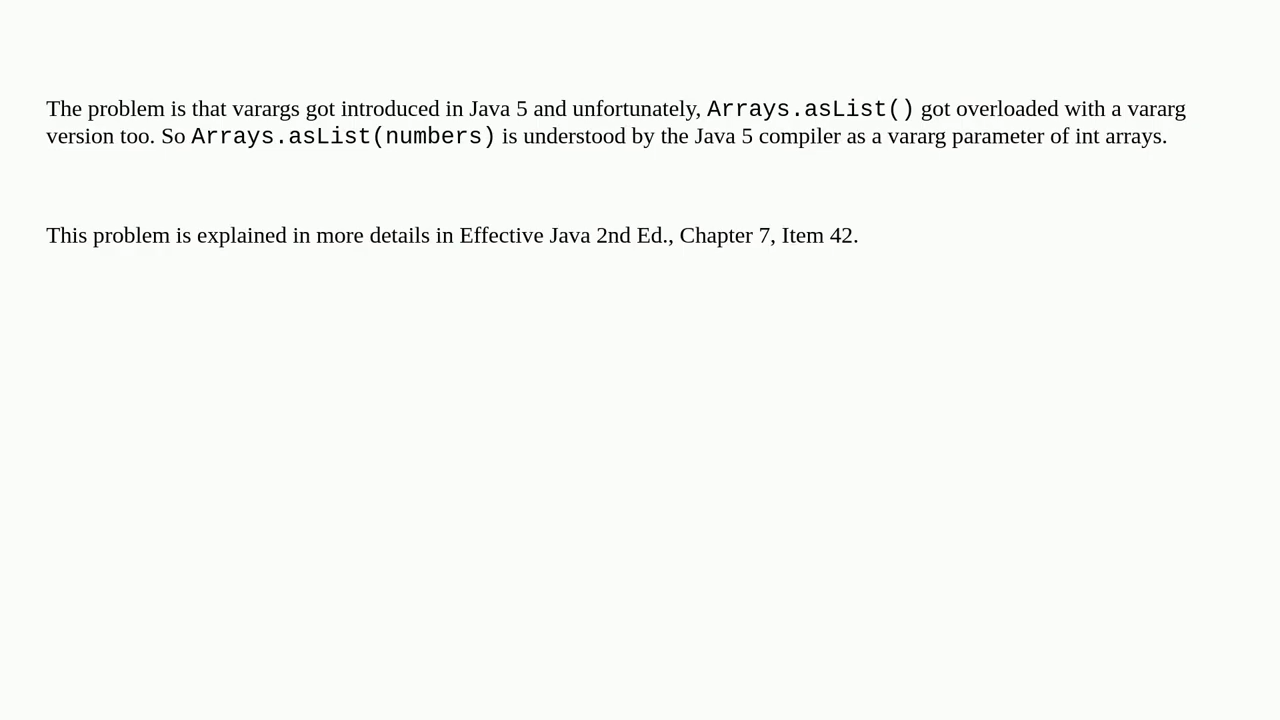 The problem is that varargs got introduced in Java 5 and unfortunately, Arrays.asList() got overloaded with a vararg
version too. So Arrays.asList(numbers) is understood by the Java 5 compiler as a vararg parameter of int arrays.
This problem is explained in more details in Effective Java 2nd Ed., Chapter 7, Item 42.